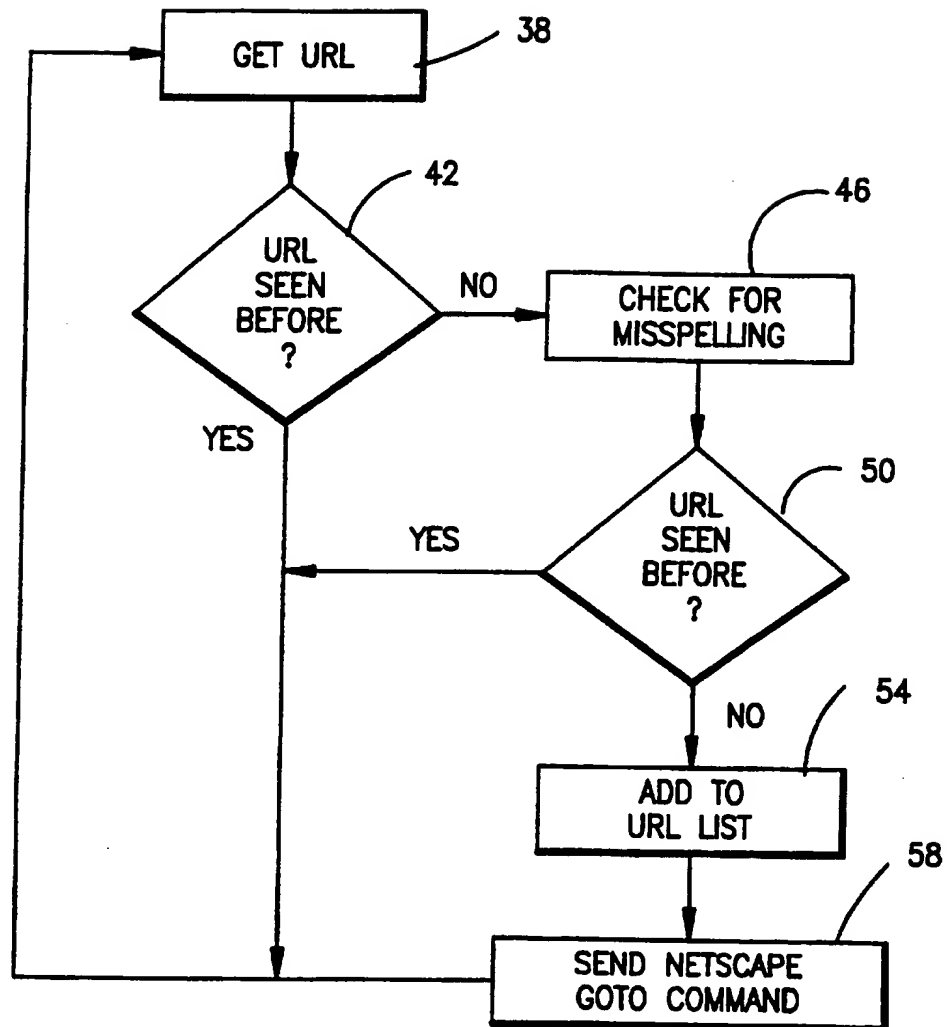 GET URL
38
42
URL
SEEN
BEFORE
?
NO
46
CHECK FOR
MISSPELLING
YES
50
URL
SEEN
BEFORE
?
YES
NO
54
ADD TO
URL LIST
58
SEND NETSCAPE
GOTO COMMAND